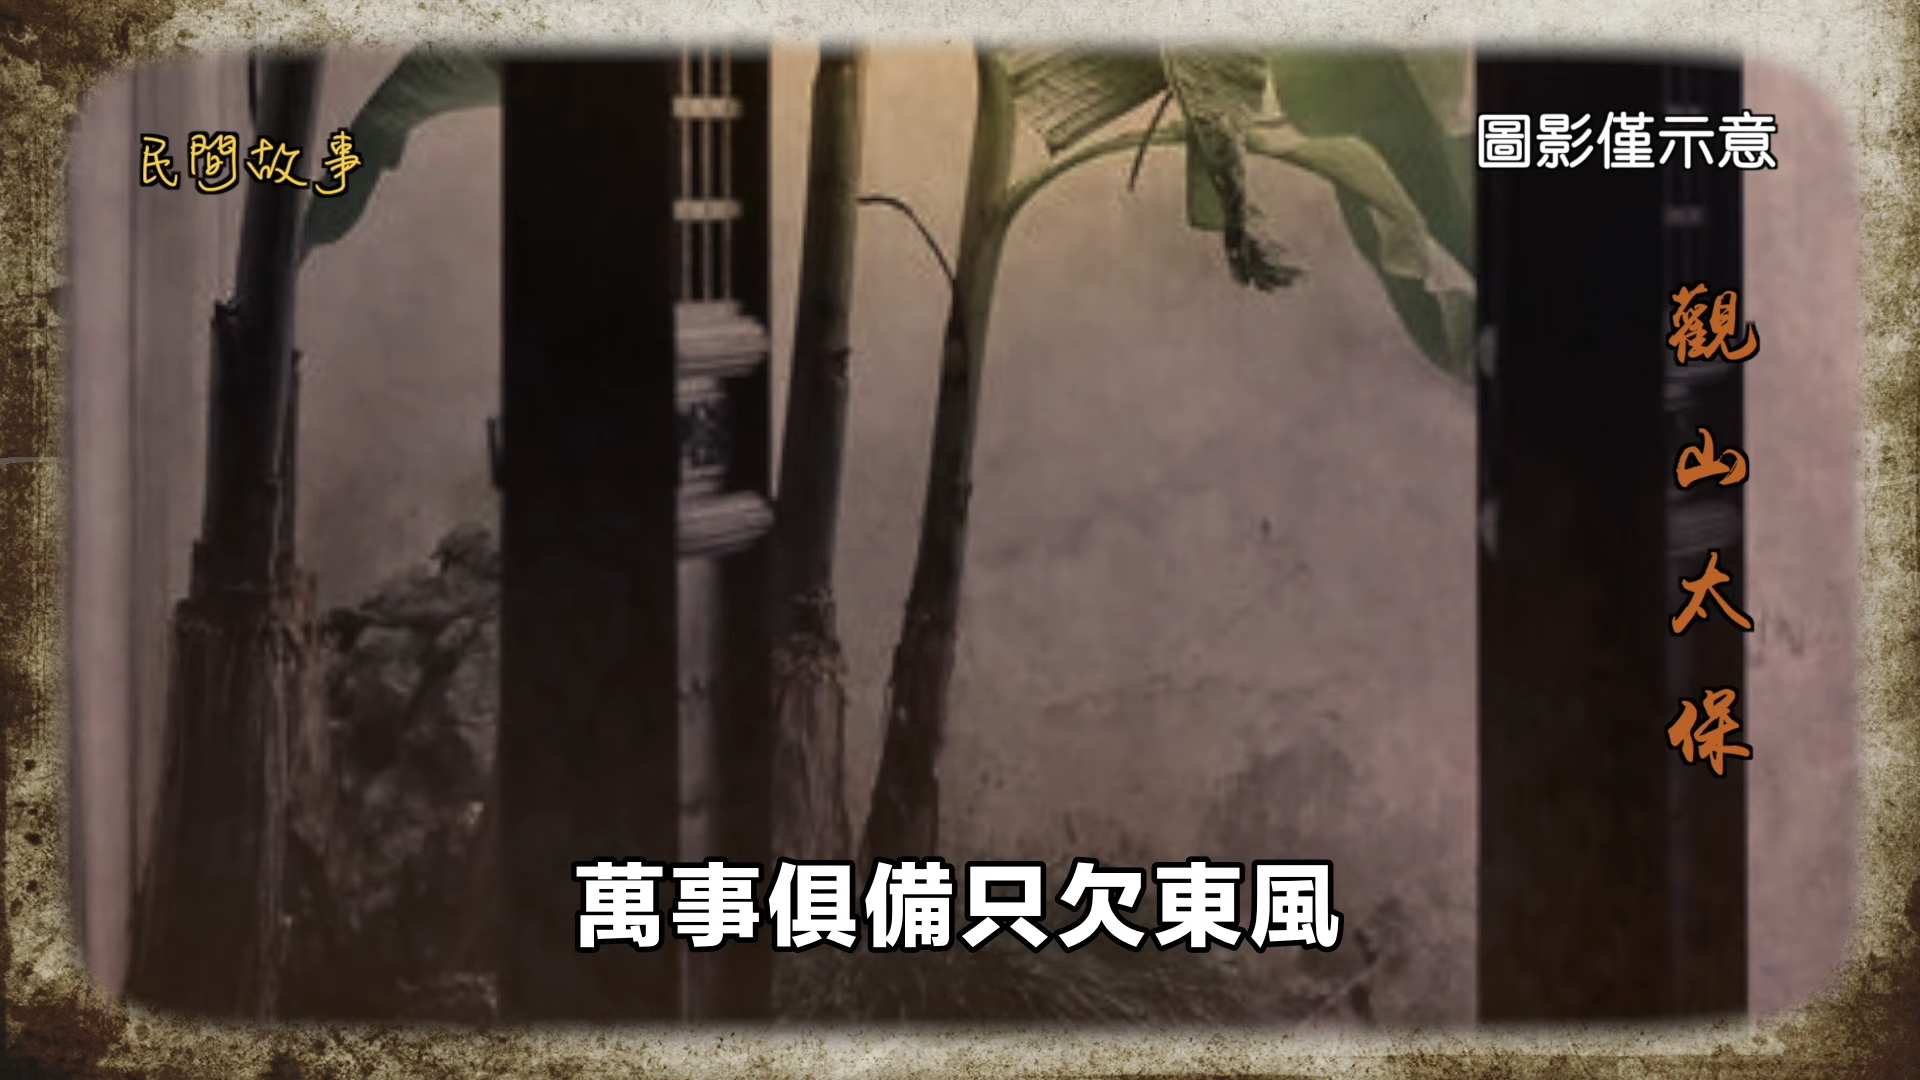 民間故事
圖影僅示意
觀山太保
萬事俱備只欠東風